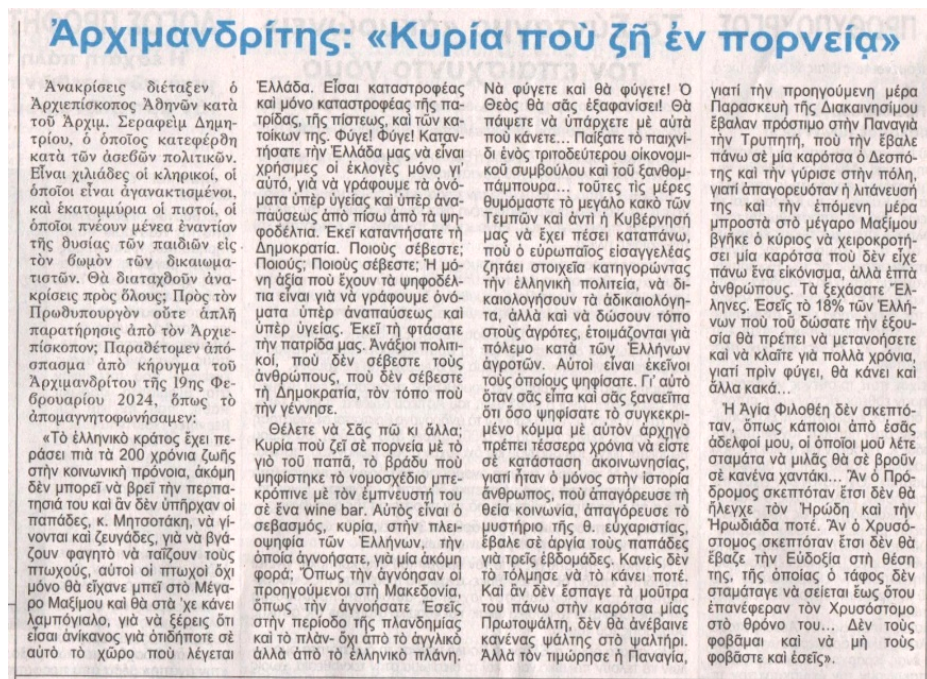 Ἀρχιμανδρίτης: «Κυρία ποὺ ζῆ ἐν πορνείᾳ»
Ἀνακρίσεις διέταξεν ὁ
Ἀρχιεπίσκοπος Ἀθηνῶν κατὰ
τοῦ Ἀρχιμ. Σεραφεὶμ Δημη-
τρίου, ὁ ὁποῖος κατεφέρθη
κατὰ τῶν ἀσεβῶν πολιτικῶν.
Εἶναι χιλιάδες οἱ κληρικοί, οἱ
ὁποῖοι εἶναι ἀγανακτισμένοι,
καὶ ἑκατομμύρια οἱ πιστοί, οἱ
ὁποῖοι πνέουν μένεα ἐναντίον
τῆς θυσίας τῶν παιδιῶν εἰς
τὸν βωμὸν τῶν δικαιωμα-
τιστῶν. Θὰ διαταχθοῦν ἀνα-
κρίσεις πρὸς ὅλους; Πρὸς τὸν
Πρωθυπουργὸν οὔτε ἁπλῆ
παρατήρησις ἀπὸ τὸν Ἀρχιε-
πίσκοπον; Παραθέτομεν ἀπό-
σπασμα ἀπὸ κήρυγμα τοῦ
Ἀρχιμανδρίτου τῆς 19ης Φε-
βρουαρίου 2024, ὅπως τὸ
ἀπομαγνητοφωνήσαμεν:
«Τὸ ἑλληνικὸ κράτος ἔχει πε-
ράσει πιὰ τὰ 200 χρόνια ζωῆς
στὴν κοινωνικὴ πρόνοια, ἀκόμη
δὲν μπορεῖ νὰ βρεῖ τὴν περπα-
τησιά του καὶ ἂν δὲν ὑπῆρχαν οἱ
παπάδες, κ. Μητσοτάκη, νὰ γί-
νονται καὶ ζευγάδες, γιὰ νὰ βγά-
ζουν φαγητὸ νὰ ταΐζουν τοὺς
πτωχούς, αὐτοὶ οἱ πτωχοὶ ὄχι
μόνο θὰ εἴχανε μπεῖ στὸ Μέγα-
ρο Μαξίμου καὶ θὰ στὰ 'χε κάνει
λαμπόγιαλο, γιὰ νὰ ξέρεις ὅτι
εἶσαι ἀνίκανος γιὰ ὁτιδήποτε σὲ
αὐτὸ τὸ χῶρο ποὺ λέγεται
Ἑλλάδα. Εἶσαι καταστροφέας
καὶ μόνο καταστροφέας τῆς πα-
τρίδας, τῆς πίστεως, καὶ τῶν κα-
τοίκων της. Φύγε! Φύγε! Καταν-
τήσατε τὴν Ἑλλάδα μας νὰ εἶναι
χρήσιμες οἱ ἐκλογὲς μόνο γι'
αὐτό, γιὰ νὰ γράφουμε τὰ ὀνό-
ματα ὑπὲρ ὑγείας καὶ ὑπὲρ ἀνα-
παύσεως ἀπὸ πίσω ἀπὸ τὰ ψη-
φοδέλτια. Ἐκεῖ καταντήσατε τὴ
Δημοκρατία. Ποιοὺς σέβεστε;
Ποιούς; Ποιοὺς σέβεστε; Ἡ μό-
νη ἀξία ποὺ ἔχουν τὰ ψηφοδέλ-
τια εἶναι γιὰ νὰ γράφουμε ὀνό-
ματα ὑπὲρ ἀναπαύσεως καὶ
ὑπὲρ ὑγείας. Ἐκεῖ τὴ φτάσατε
τὴν πατρίδα μας. Ἀνάξιοι πολιτι-
κοί, ποὺ δὲν σέβεστε τοὺς
ἀνθρώπους, ποὺ δὲν σέβεστε
τὴ Δημοκρατία, τὸν τόπο ποὺ
τὴν γέννησε.
Θέλετε νὰ Σᾶς πῶ κι ἄλλα;
Κυρία ποὺ ζεῖ σὲ πορνεία μὲ τὸ
γιὸ τοῦ παπᾶ, τὸ βράδυ ποὺ
ψηφίστηκε τὸ νομοσχέδιο μπε-
κρόπινε μὲ τὸν ἐμπνευστή του
σὲ ἕνα wine bar. Αὐτὸς εἶναι ὁ
σεβασμός, κυρία, στὴν πλει-
οψηφία τῶν Ἑλλήνων, τὴν
ὁποία ἀγνοήσατε, γιὰ μία ἀκόμη
φορά; Ὅπως τὴν ἀγνόησαν οἱ
προηγούμενοι στὴ Μακεδονία,
ὅπως τὴν ἀγνοήσατε Ἐσεῖς
στὴν περίοδο τῆς πλανδημίας
καὶ τὸ πλὰν- ὄχι ἀπὸ τὸ ἀγγλικὸ
ἀλλὰ ἀπὸ τὸ ἑλληνικὸ πλάνη.
Νὰ φύγετε καὶ θὰ φύγετε! Ὁ
Θεὸς θὰ σᾶς ἐξαφανίσει! Θὰ
πάψετε νὰ ὑπάρχετε μὲ αὐτὰ
ποὺ κάνετε... Παίξατε τὸ παιχνί-
δι ἑνὸς τριτοδεύτερου οἰκονομι-
κοῦ συμβούλου καὶ τοῦ ξανθομ-
πάμπουρα... τοῦτες τὶς μέρες
θυμόμαστε τὸ μεγάλο κακὸ τῶν
Τεμπῶν καὶ ἀντὶ ἡ Κυβέρνησή
μας νὰ ἔχει πέσει καταπάνω,
ποὺ ὁ εὐρωπαῖος εἰσαγγελέας
ζητάει στοιχεῖα κατηγορώντας
τὴν ἑλληνικὴ πολιτεία, νὰ δι-
καιολογήσουν τὰ ἀδικαιολόγη-
τα, ἀλλὰ καὶ νὰ δώσουν τόπο
στοὺς ἀγρότες, ἑτοιμάζονται γιὰ
πόλεμο κατὰ τῶν Ἑλλήνων
ἀγροτῶν. Αὐτοὶ εἶναι ἐκεῖνοι
τοὺς ὁποίους ψηφίσατε. Γι' αὐτὸ
ὅταν σᾶς εἶπα καὶ σᾶς ξαναεῖπα
ὅτι ὅσο ψηφίσατε τὸ συγκεκρι-
μένο κόμμα μὲ αὐτὸν ἀρχηγὸ
πρέπει τέσσερα χρόνια νὰ εἶστε
σὲ κατάσταση ἀκοινωνησίας,
γιατί ἦταν ὁ μόνος στὴν ἱστορία
ἄνθρωπος, ποὺ ἀπαγόρευσε τὴ
θεία κοινωνία, ἀπαγόρευσε τὸ
μυστήριο τῆς θ. εὐχαριστίας,
ἔβαλε σὲ ἀργία τοὺς παπάδες
γιὰ τρεῖς ἑβδομάδες. Κανεὶς δὲν
τὸ τόλμησε νὰ τὸ κάνει ποτέ.
Καὶ ἂν δὲν ἔσπαγε τὰ μοῦτρα
του πάνω στὴν καρότσα μίας
Πρωτοψάλτη, δὲν θὰ ἀνέβαινε
κανένας ψάλτης στὸ ψαλτήρι.
Ἀλλὰ τὸν τιμώρησε ἡ Παναγία,
γιατί τὴν προηγούμενη μέρα
Παρασκευὴ τῆς Διακαινησίμου
ἔβαλαν πρόστιμο στὴν Παναγιὰ
τὴν Τρυπητή, ποὺ τὴν ἔβαλε
πάνω σὲ μία καρότσα ὁ Δεσπό-
της καὶ τὴν γύρισε στὴν πόλη,
γιατί ἀπαγορευόταν ἡ λιτάνευσή
της καὶ τὴν ἑπόμενη μέρα
μπροστὰ στὸ μέγαρο Μαξίμου
βγῆκε ὁ κύριος νὰ χειροκροτή-
σει μία καρότσα ποὺ δὲν εἶχε
πάνω ἕνα εἰκόνισμα, ἀλλὰ ἑπτὰ
ἀνθρώπους. Τὰ ξεχάσατε Ἕλ-
ληνες. Ἐσεῖς τὸ 18% τῶν Ἑλλή-
νων ποὺ τοῦ δώσατε τὴν ἐξου-
σία θὰ πρέπει νὰ μετανοήσετε
καὶ νὰ κλαῖτε γιὰ πολλὰ χρόνια,
γιατί πρὶν φύγει, θὰ κάνει καὶ
ἄλλα κακά...
Ἡ Ἁγία Φιλοθέη δὲν σκεπτό-
ταν, ὅπως κάποιοι ἀπὸ ἐσᾶς
ἀδελφοί μου, οἱ ὁποῖοι μοῦ λέτε
σταμάτα νὰ μιλᾶς θὰ σὲ βροῦν
σὲ κανένα χαντάκι... Ἂν ὁ Πρό-
δρομος σκεπτόταν ἔτσι δὲν θὰ
ἤλεγχε τὸν Ἡρώδη καὶ τὴν
Ἡρωδιάδα ποτέ. Ἂν ὁ Χρυσό-
στομος σκεπτόταν ἔτσι δὲν θὰ
ἔβαζε τὴν Εὐδοξία στὴ θέση
της, τῆς ὁποίας ὁ τάφος δὲν
σταμάταγε νὰ σείεται ἕως ὅτου
ἐπανέφεραν τὸν Χρυσόστομο
στὸ θρόνο του... Δὲν τοὺς
φοβᾶμαι καὶ νὰ μὴ τοὺς
φοβᾶστε καὶ ἐσεῖς».